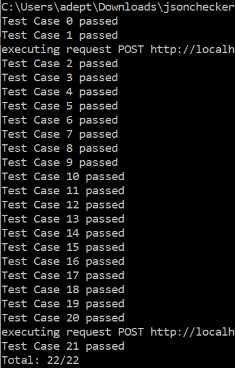 C:\Users\adept\Downloads\jsonchecker
Test Case 0 passed
Test Case 1 passed
executing request POST http://localh
Test Case 2 passed
Test Case 3 passed
Test Case 4 passed
Test Case 5 passed
Test Case 6 passed
Test Case 7 passed
Test Case 8 passed
Test Case 9 passed
Test Case 10 passed
Test Case 11 passed
Test Case 12 passed
Test Case 13 passed
Test Case 14 passed
Test Case 15 passed
Test Case 16 passed
Test Case 17 passed
Test Case 18 passed
Test Case 19 passed
Test Case 20 passed
executing request POST http://localh
Test Case 21 passed
Total: 22/22